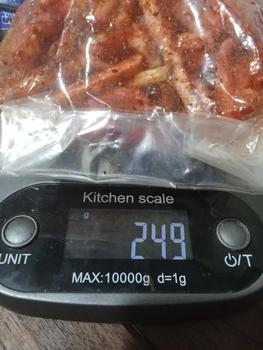 Kitchen scale
g
249
UNIT
⏻/T
MAX:10000g d=1g